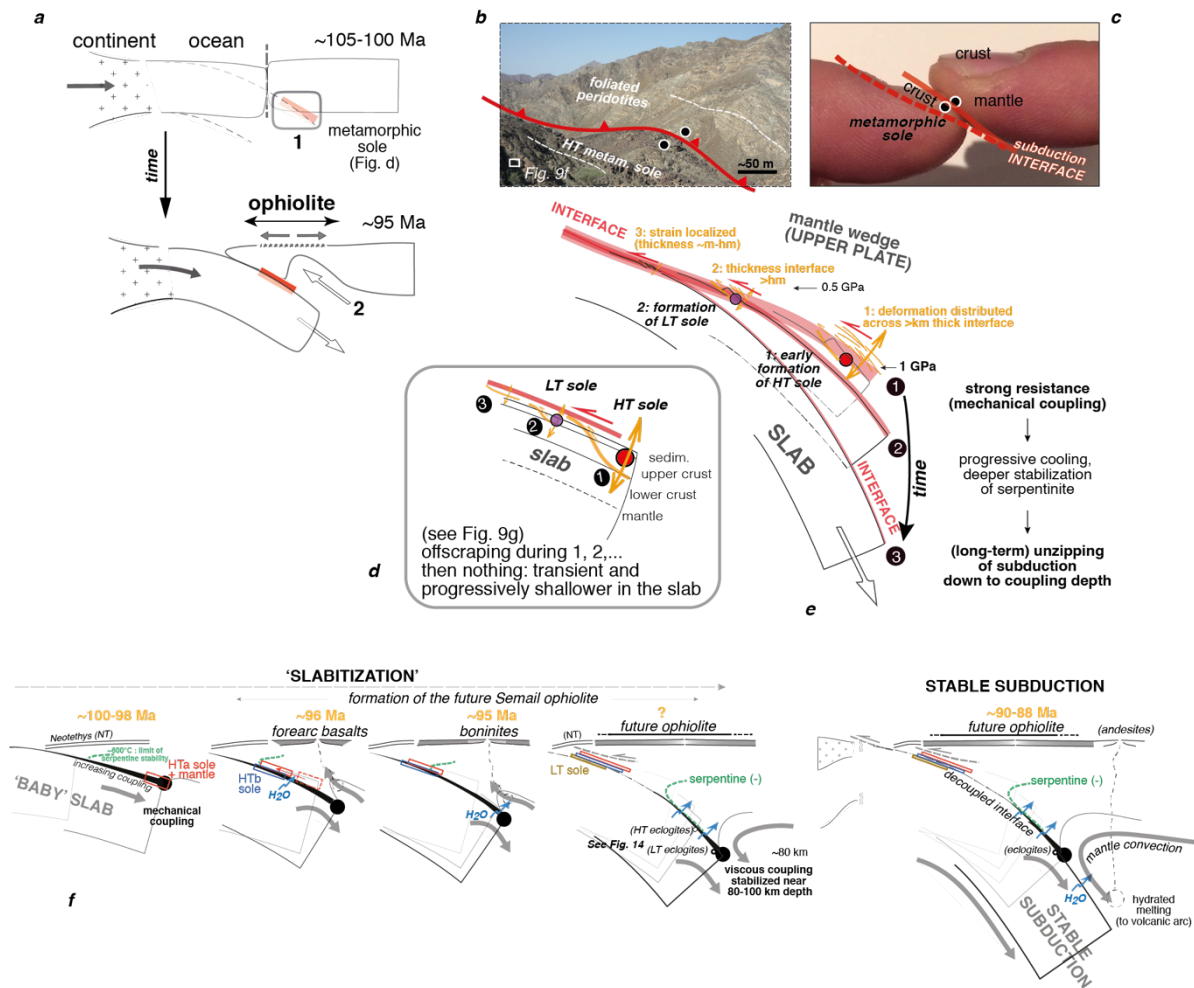 a
continent
ocean
~105-100 Ma
1
metamorphic
sole
(Fig. d)
time
ophiolite
~95 Ma
2
b
foliated
peridotites
HT metam. sole
Fig. 9f
~50 m
c
crust
crust
mantle
metamorphic
sole
subduction
INTERFACE
INTERFACE
3: strain localized
(thickness ~m-hm)
mantle wedge
(UPPER PLATE)
2: thickness interface
>hm
0.5 GPa
2: formation
of LT sole
1: deformation distributed
across >km thick interface
1: early
formation
of HT sole
1 GPa
1
SLAB
2
INTERFACE
time
3
strong resistance
(mechanical coupling)
progressive cooling,
deeper stabilization
of serpentinite
(long-term) unzipping
of subduction
down to coupling depth
e
LT sole
HT sole
3
2
slab
1
sedim.
upper crust
lower crust
mantle
(see Fig. 9g)
offscraping during 1, 2,...
then nothing: transient and
progressively shallower in the slab
d
'SLABITIZATION'
formation of the future Semail ophiolite
STABLE SUBDUCTION
~100-98 Ma
Neotethys (NT)
~600°C : limit of
serpentine stability
increasing coupling
HTa sole
+ mantle
'BABY' SLAB
mechanical
coupling
~96 Ma
forearc basalts
HTb
sole
H2O
~95 Ma
boninites
H2O
?
future ophiolite
(NT)
LT sole
serpentine (-)
(HT eclogites)
See Fig. 14
(LT eclogites)
~80 km
viscous coupling
stabilized near
80-100 km depth
~90-88 Ma
future ophiolite
(andesites)
serpentine (-)
decoupled interface
(eclogites)
mantle convection
H2O
STABLE
SUBDUCTION
hydrated
melting
(to volcanic arc)
f